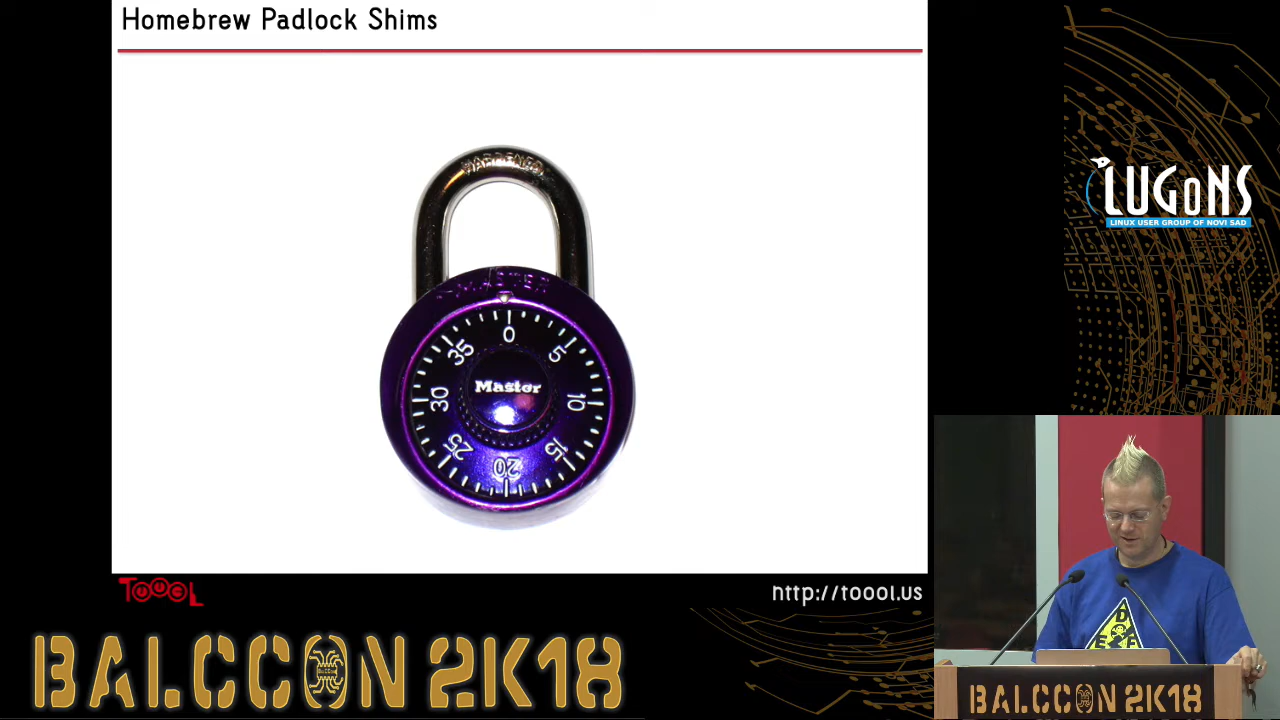 Homebrew Padlock Shims
HARDENED
MASTER
0
5
10
15
20
25
30
35
Master
TOOOL
http://toool.us
LUGoNS
LINUX USER GROUP OF NOVI SAD
BALCCON 2K18
BALCCON 2K18